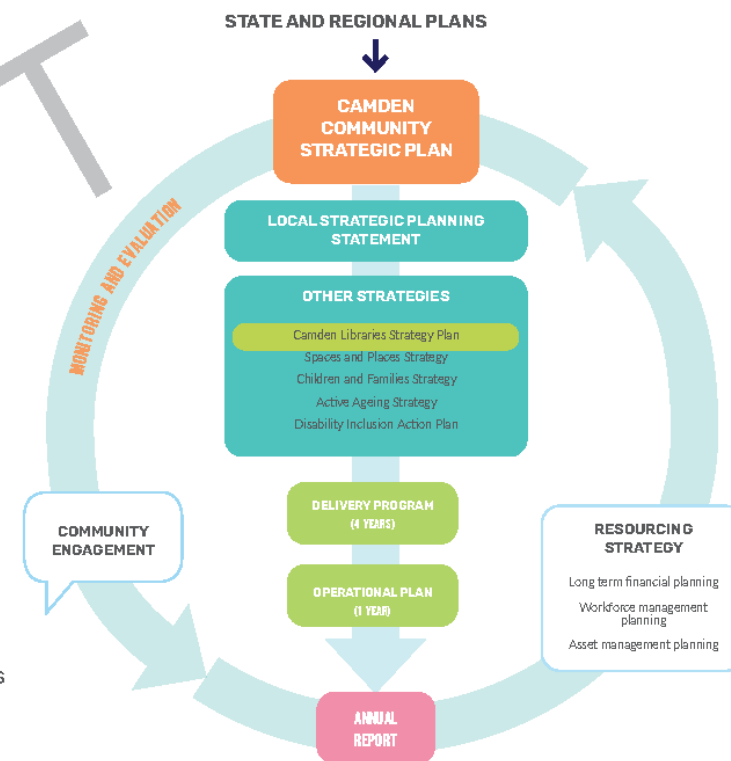 STATE AND REGIONAL PLANS
CAMDEN
COMMUNITY
STRATEGIC PLAN
LOCAL STRATEGIC PLANNING
STATEMENT
OTHER STRATEGIES
Camden Libraries Strategy Plan
Spaces and Places Strategy
Children and Families Strategy
Active Ageing Strategy
Disability Inclusion Action Plan
MONITORING AND EVALUATION
DELIVERY PROGRAM
(4 YEARS)
COMMUNITY
ENGAGEMENT
RESOURCING
STRATEGY
Long term financial planning
Workforce management
planning
Asset management planning
OPERATIONAL PLAN
(1 YEAR)
ANNUAL
REPORT
T
S